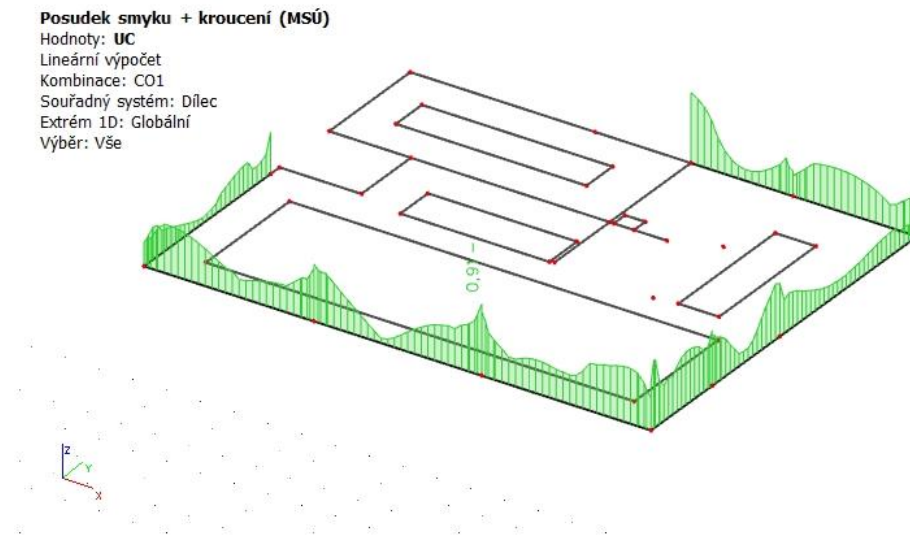 Posudek smyku + kroucení (MSÚ)
Hodnoty: UC
Lineární výpočet
Kombinace: CO1
Souřadný systém: Dílec
Extrém 1D: Globální
Výběr: Vše
0,91
Z
Y
X